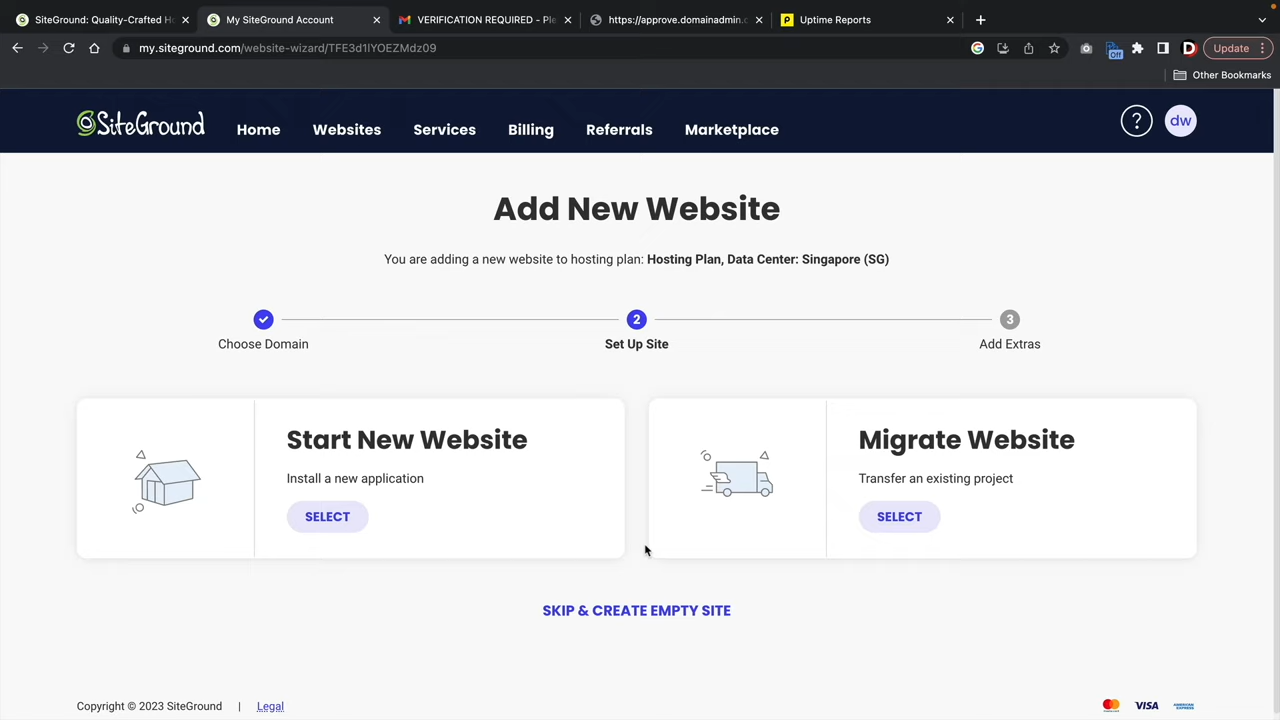 SiteGround: Quality-Crafted Ho
My SiteGround Account
VERIFICATION REQUIRED - Ple
https://approve.domainadmin.c
Uptime Reports
my.siteground.com/website-wizard/TFE3d1lYOEZMdz09
Off
Update
Other Bookmarks
SiteGround
Home
Websites
Services
Billing
Referrals
Marketplace
?
dw
Add New Website
You are adding a new website to hosting plan: Hosting Plan, Data Center: Singapore (SG)
2
3
Choose Domain
Set Up Site
Add Extras
Start New Website
Install a new application
SELECT
Migrate Website
Transfer an existing project
SELECT
SKIP & CREATE EMPTY SITE
Copyright © 2023 SiteGround | Legal
VISA